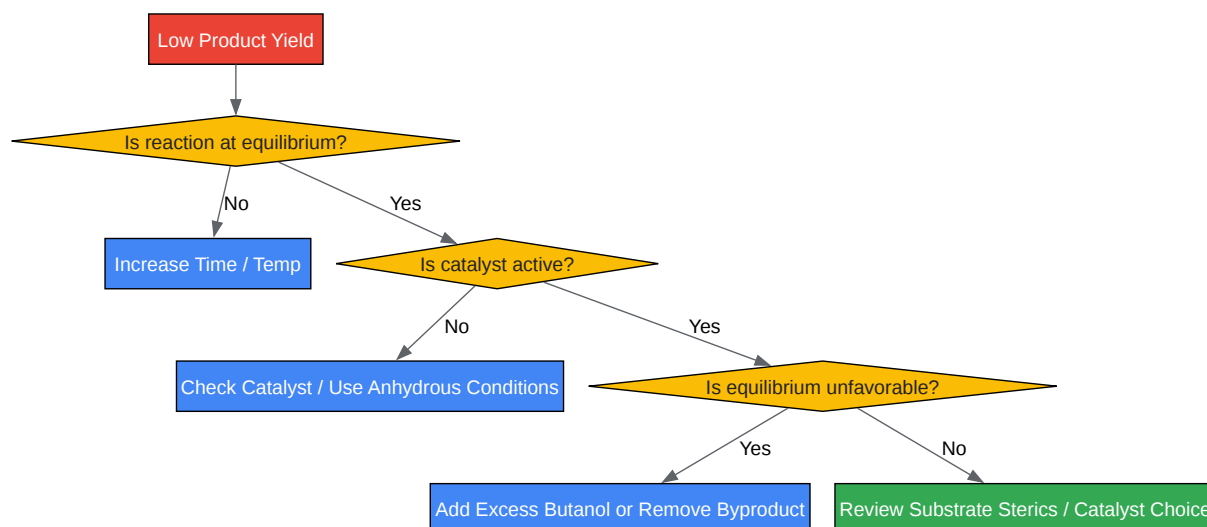 Low Product Yield
Is reaction at equilibrium?
No
Yes
Increase Time / Temp
Is catalyst active?
No
Yes
Check Catalyst / Use Anhydrous Conditions
Is equilibrium unfavorable?
Yes
No
Add Excess Butanol or Remove Byproduct
Review Substrate Sterics / Catalyst Choice